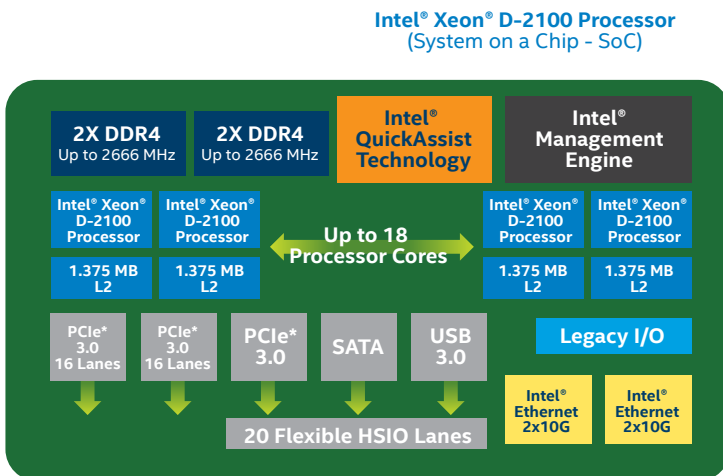 Intel® Xeon® D-2100 Processor
(System on a Chip - SoC)
2X DDR4
Up to 2666 MHz
2X DDR4
Up to 2666 MHz
Intel®
QuickAssist
Technology
Intel®
Management
Engine
Intel® Xeon®
D-2100
Processor
Intel® Xeon®
D-2100
Processor
Up to 18
Processor Cores
Intel® Xeon®
D-2100
Processor
Intel® Xeon®
D-2100
Processor
1.375 MB
L2
1.375 MB
L2
1.375 MB
L2
1.375 MB
L2
PCIe*
3.0
16 Lanes
PCIe*
3.0
16 Lanes
PCIe*
3.0
SATA
USB
3.0
Legacy I/O
20 Flexible HSIO Lanes
Intel®
Ethernet
2x10G
Intel®
Ethernet
2x10G